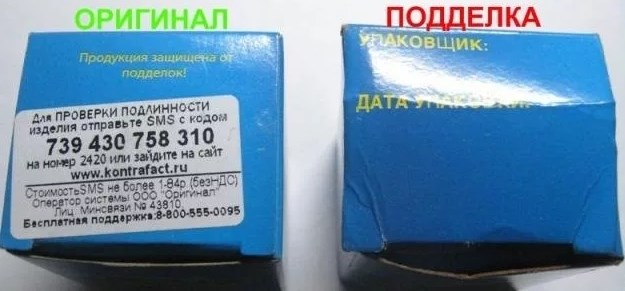 ОРИГИНАЛ
Продукция защищена от
подделок!
Для ПРОВЕРКИ ПОДЛИННОСТИ
изделия отправьте SMS с кодом
739 430 758 310
на номер 2420 или зайдите на сайт
www.kontrafact.ru
СтоимостьSMS не более 1-84р.(безНДС)
Оператор системы ООО "Оригинал"
Лиц. Минсвязи № 43810
Бесплатная поддержка:8-800-555-0095
ПОДДЕЛКА
УПАКОВЩИК:
ДАТА УПАКОВКИ: